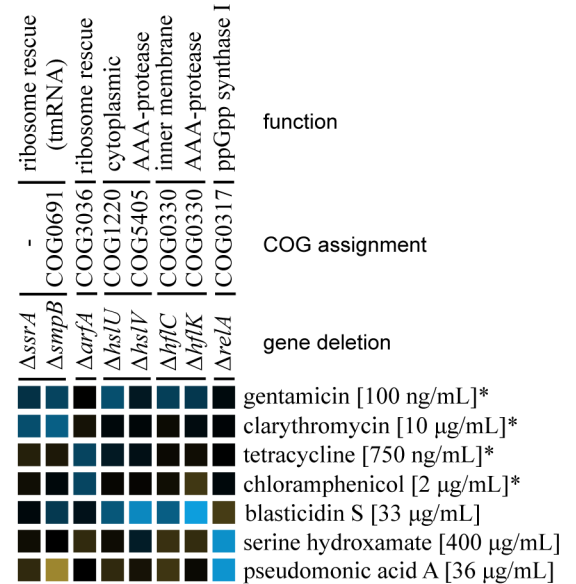 ribosome rescue
(tmRNA)
ribosome rescue
cytoplasmic
AAA-protease
inner membrane
AAA-protease
ppGpp synthase I
function
-
COG0691
COG3036
COG1220
COG5405
COG0330
COG0330
COG0317
COG assignment
ΔssrA
ΔsmpB
ΔarfA
ΔhslU
ΔhslV
ΔhflC
ΔhflK
ΔrelA
gene deletion
gentamicin [100 ng/mL]*
clarythromycin [10 µg/mL]*
tetracycline [750 ng/mL]*
chloramphenicol [2 µg/mL]*
blasticidin S [33 µg/mL]
serine hydroxamate [400 µg/mL]
pseudomonic acid A [36 µg/mL]